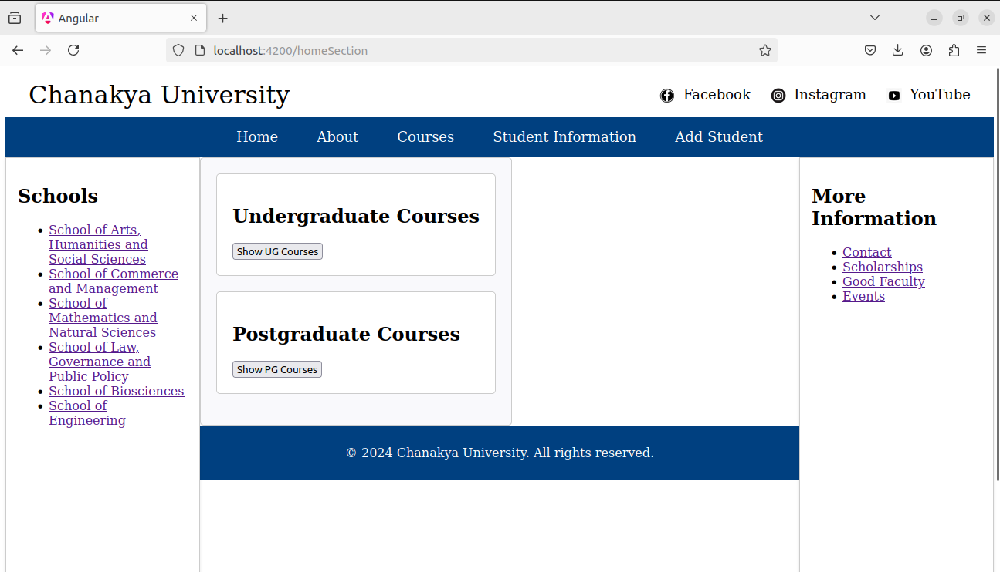 Angular
localhost:4200/homeSection
Chanakya University
Facebook Instagram YouTube
Home About Courses Student Information Add Student
Schools
School of Arts,
Humanities and
Social Sciences
School of Commerce
and Management
School of
Mathematics and
Natural Sciences
School of Law,
Governance and
Public Policy
School of Biosciences
School of
Engineering
Undergraduate Courses
Show UG Courses
Postgraduate Courses
Show PG Courses
More
Information
Contact
Scholarships
Good Faculty
Events
© 2024 Chanakya University. All rights reserved.